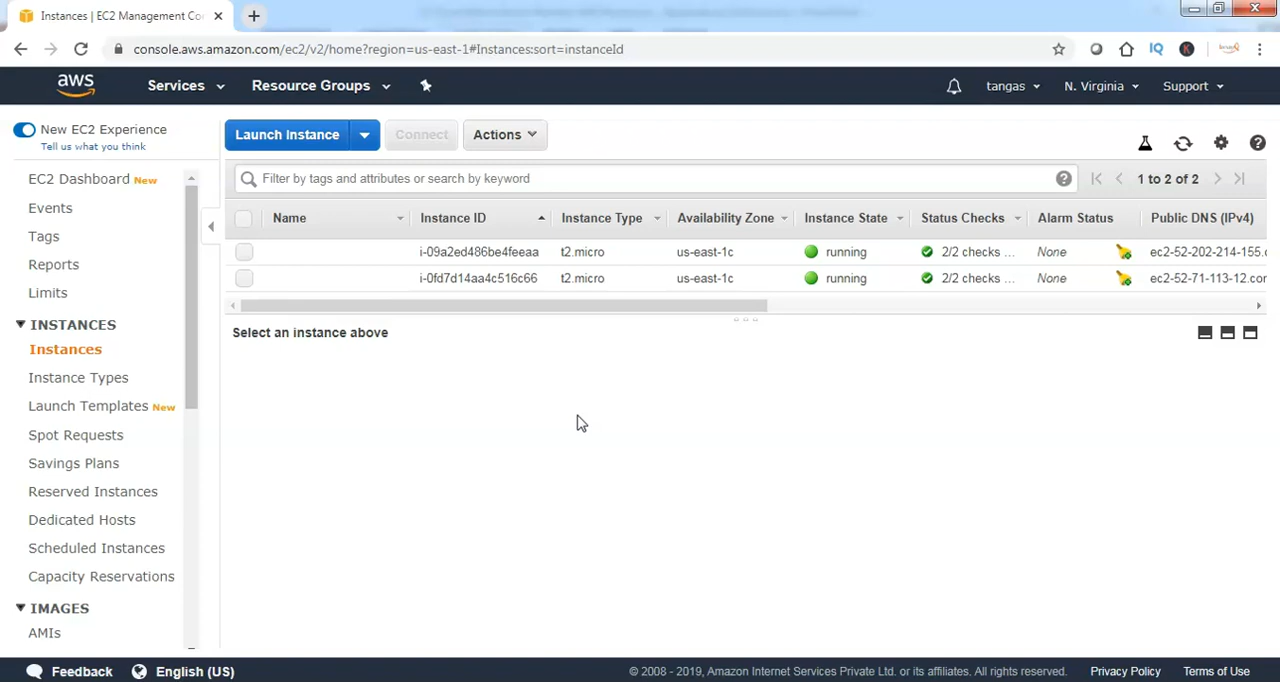 Instances | EC2 Management Co
console.aws.amazon.com/ec2/v2/home?region=us-east-1#Instances:sort=instanceId
IQ K
aws Services Resource Groups tangas N. Virginia Support
New EC2 Experience
Tell us what you think
EC2 Dashboard New
Events
Tags
Reports
Limits
INSTANCES
Instances
Instance Types
Launch Templates New
Spot Requests
Savings Plans
Reserved Instances
Dedicated Hosts
Scheduled Instances
Capacity Reservations
IMAGES
AMIs
Launch Instance Connect Actions
Filter by tags and attributes or search by keyword 1 to 2 of 2
Name Instance ID Instance Type Availability Zone Instance State Status Checks Alarm Status Public DNS (IPv4)
i-09a2ed486be4feeaa t2.micro us-east-1c running 2/2 checks ... None ec2-52-202-214-155.c
i-0fd7d14aa4c516c66 t2.micro us-east-1c running 2/2 checks ... None ec2-52-71-113-12.cor
Select an instance above
Feedback English (US) © 2008 - 2019, Amazon Internet Services Private Ltd. or its affiliates. All rights reserved. Privacy Policy Terms of Use